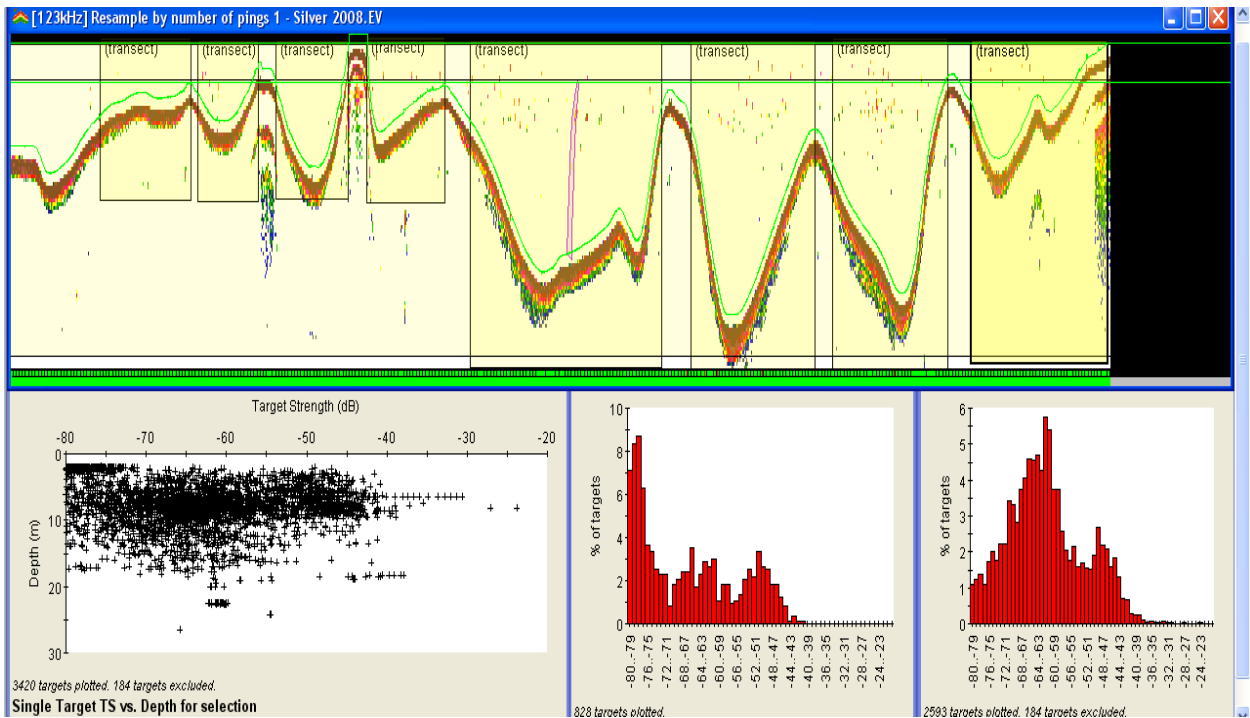 [123kHz] Resample by number of pings 1 - Silver 2008.EV
(transect) (transect) (transect) (transect) (transect) (transect) (transect) (transect)
Target Strength (dB)
-80 -70 -60 -50 -40 -30 -20
0
10
20
30
Depth (m)
3420 targets plotted. 184 targets excluded.
Single Target TS vs. Depth for selection
10
8
6
4
2
0
% of targets
-80..-79 -76..-75 -72..-71 -68..-67 -64..-63 -60..-59 -56..-55 -52..-51 -48..-47 -44..-43 -40..-39 -36..-35 -32..-31 -28..-27 -24..-23
828 targets plotted.
6
5
4
3
2
1
0
% of targets
-80..-79 -76..-75 -72..-71 -68..-67 -64..-63 -60..-59 -56..-55 -52..-51 -48..-47 -44..-43 -40..-39 -36..-35 -32..-31 -28..-27 -24..-23
2593 targets plotted. 184 targets excluded.